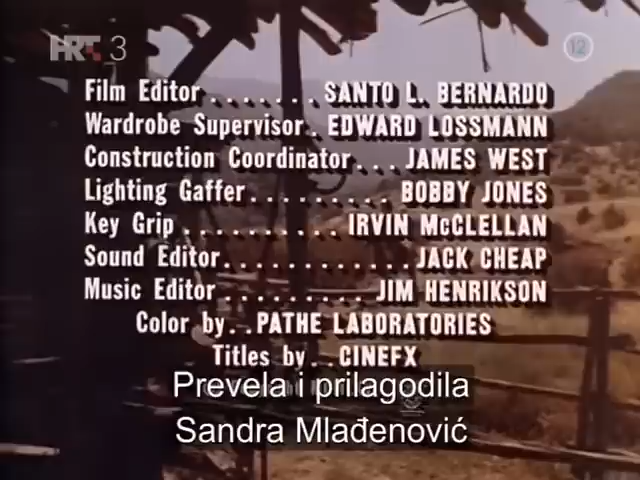 HRT 3
12
Film Editor.......SANTO L. BERNARDO
Wardrobe Supervisor.EDWARD LOSSMANN
Construction Coordinator...JAMES WEST
Lighting Gaffer.........BOBBY JONES
Key Grip..........IRVIN McCLELLAN
Sound Editor............JACK CHEAP
Music Editor.........JIM HENRIKSON
Color by..PATHE LABORATORIES
Titles by..CINEFX
Prevela i prilagodila
Sandra Mlađenović